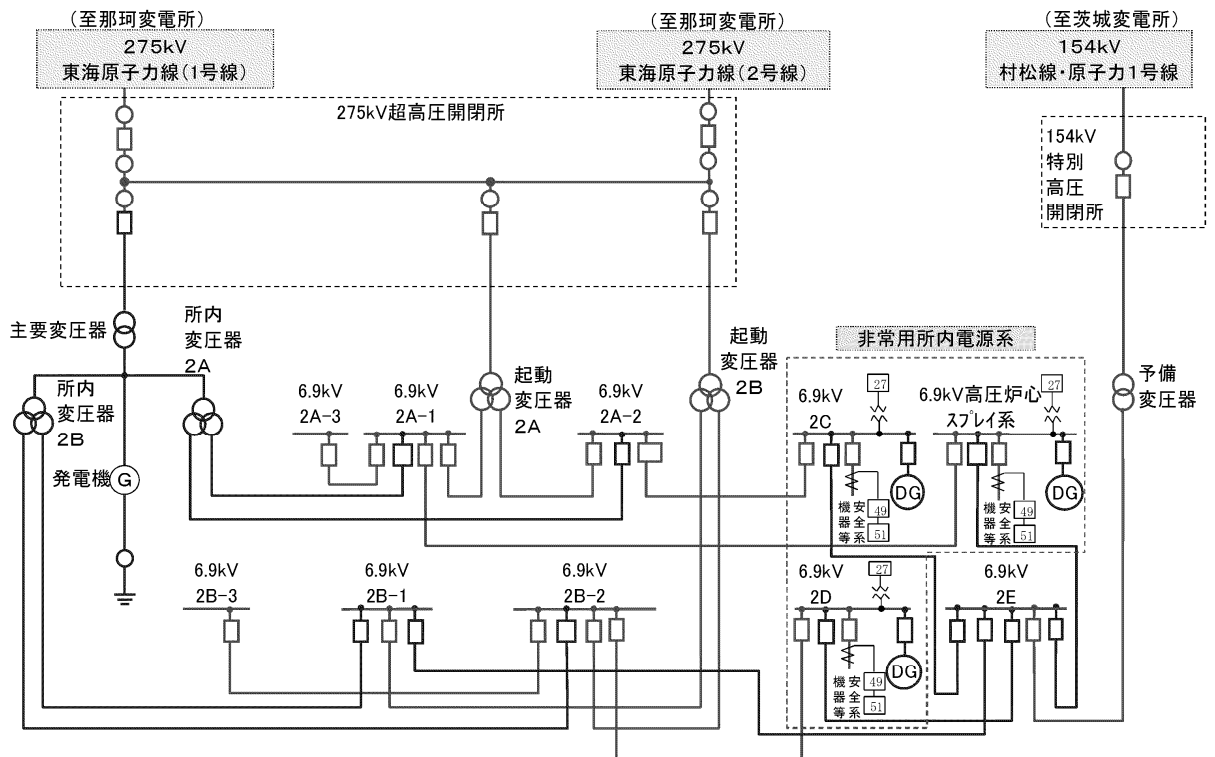 (至那珂変電所)
275kV
東海原子力線(1号線)
(至那珂変電所)
275kV
東海原子力線(2号線)
(至茨城変電所)
154kV
村松線・原子力1号線
275kV超高圧開閉所
154kV
特別
高圧
開閉所
主要変圧器
所内
変圧器
2A
所内
変圧器
2B
発電機
G
6.9kV
2A-3
6.9kV
2A-1
起動
変圧器
2A
6.9kV
2A-2
起動
変圧器
2B
非常用所内電源系
6.9kV
2C
27
DG
安全系
機器等
49
51
6.9kV高圧炉心
スプレイ系
27
DG
安全系
機器等
49
51
予備
変圧器
6.9kV
2B-3
6.9kV
2B-1
6.9kV
2B-2
6.9kV
2D
27
DG
安全系
機器等
49
51
6.9kV
2E